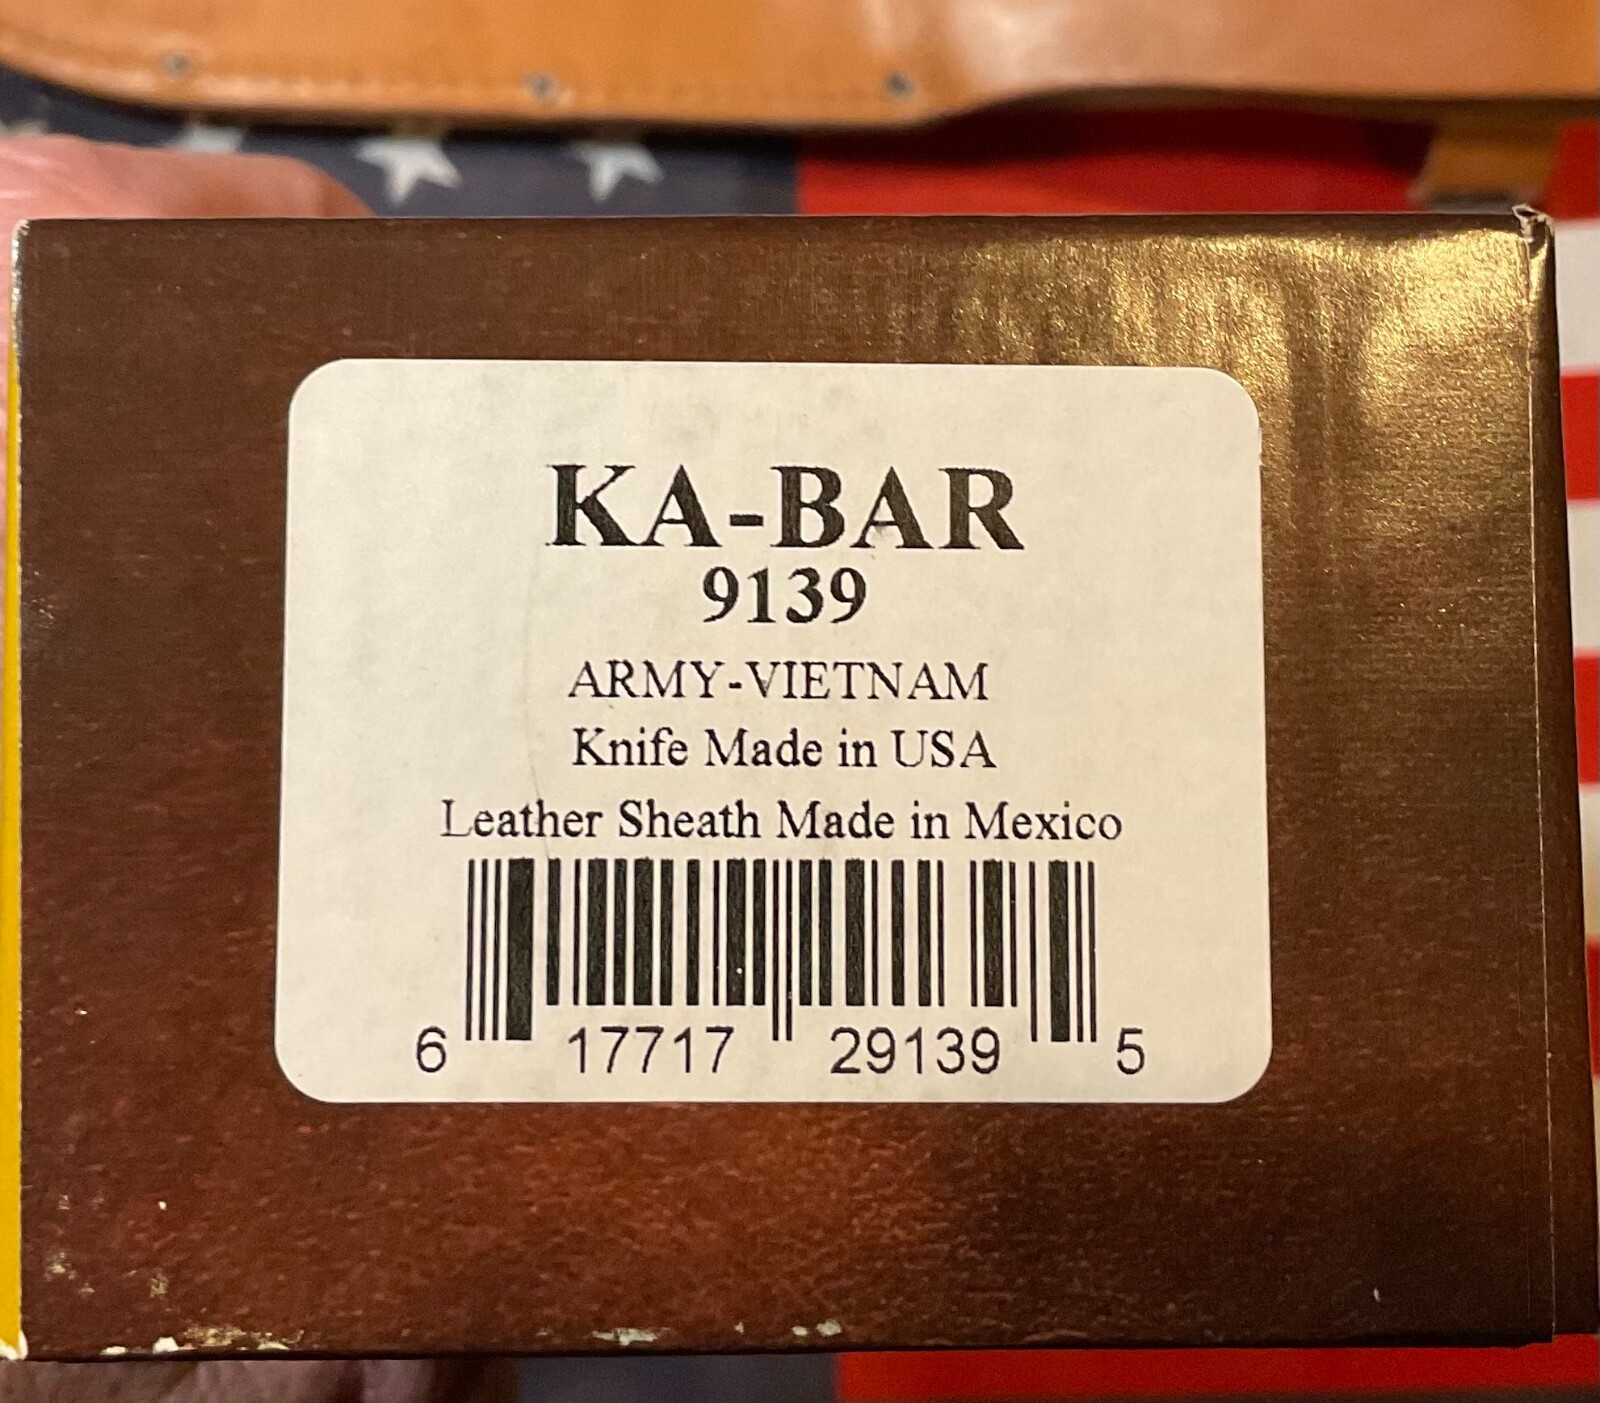 KA-BAR
9139
ARMY-VIETNAM
Knife Made in USA
Leather Sheath Made in Mexico
6 17717 29139 5